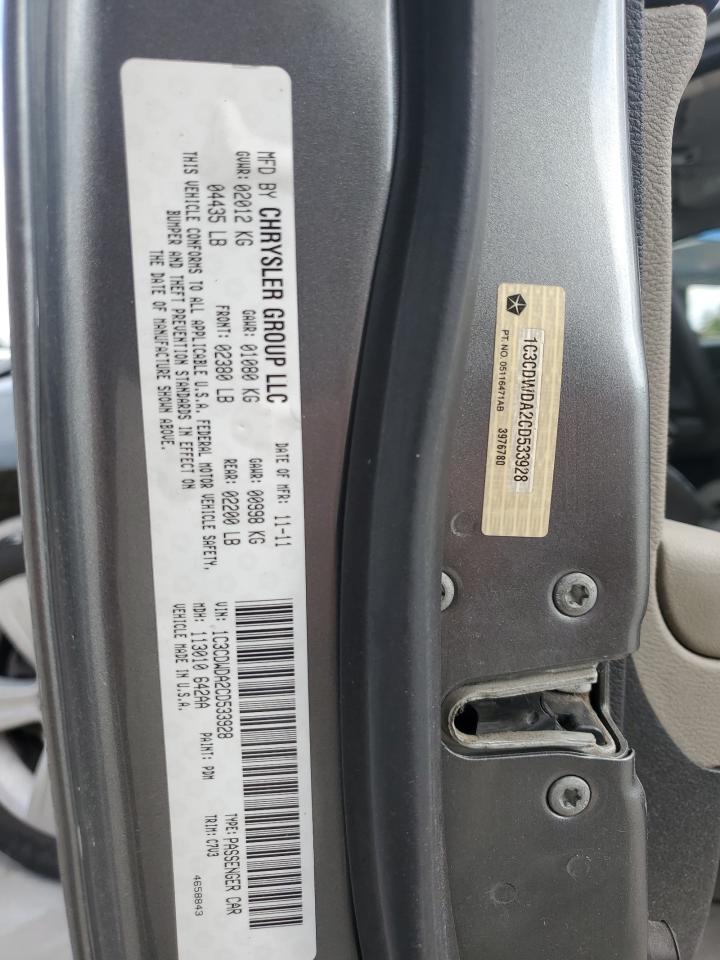 MFD BY CHRYSLER GROUP LLC
DATE OF MFR: 11-11
GVWR: 02012 KG
04435 LB
GAWR: 01080 KG
FRONT: 02380 LB
GAWR: 00998 KG
REAR: 02200 LB
THIS VEHICLE CONFORMS TO ALL APPLICABLE U.S.A. FEDERAL MOTOR VEHICLE SAFETY,
BUMPER AND THEFT PREVENTION STANDARDS IN EFFECT ON
THE DATE OF MANUFACTURE SHOWN ABOVE.
VIN: 1C3CDWDA2CD533928
TYPE: PASSENGER CAR
MDH: 113010 642AA
PAINT: PDM
TRIM: C7V3
VEHICLE MADE IN U.S.A.
4658843
1C3CDWDA2CD533928
PT. NO. 05116471AB 3976780